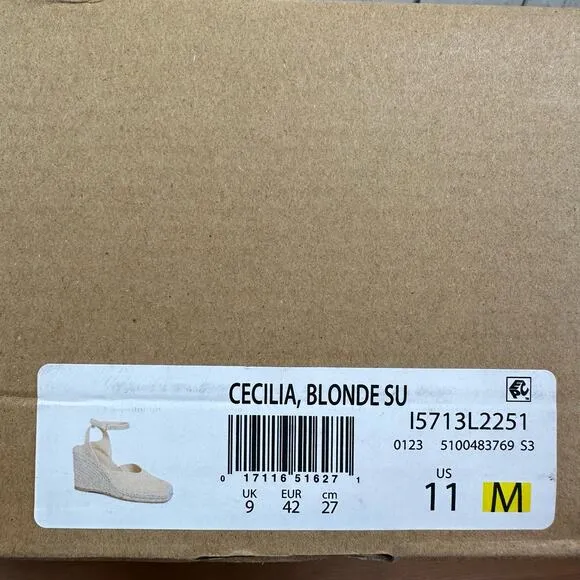 CECILIA, BLONDE SU
I5713L2251
0123 5100483769 S3
0 17116 51627 1
UK EUR cm
9 42 27
US
11 M